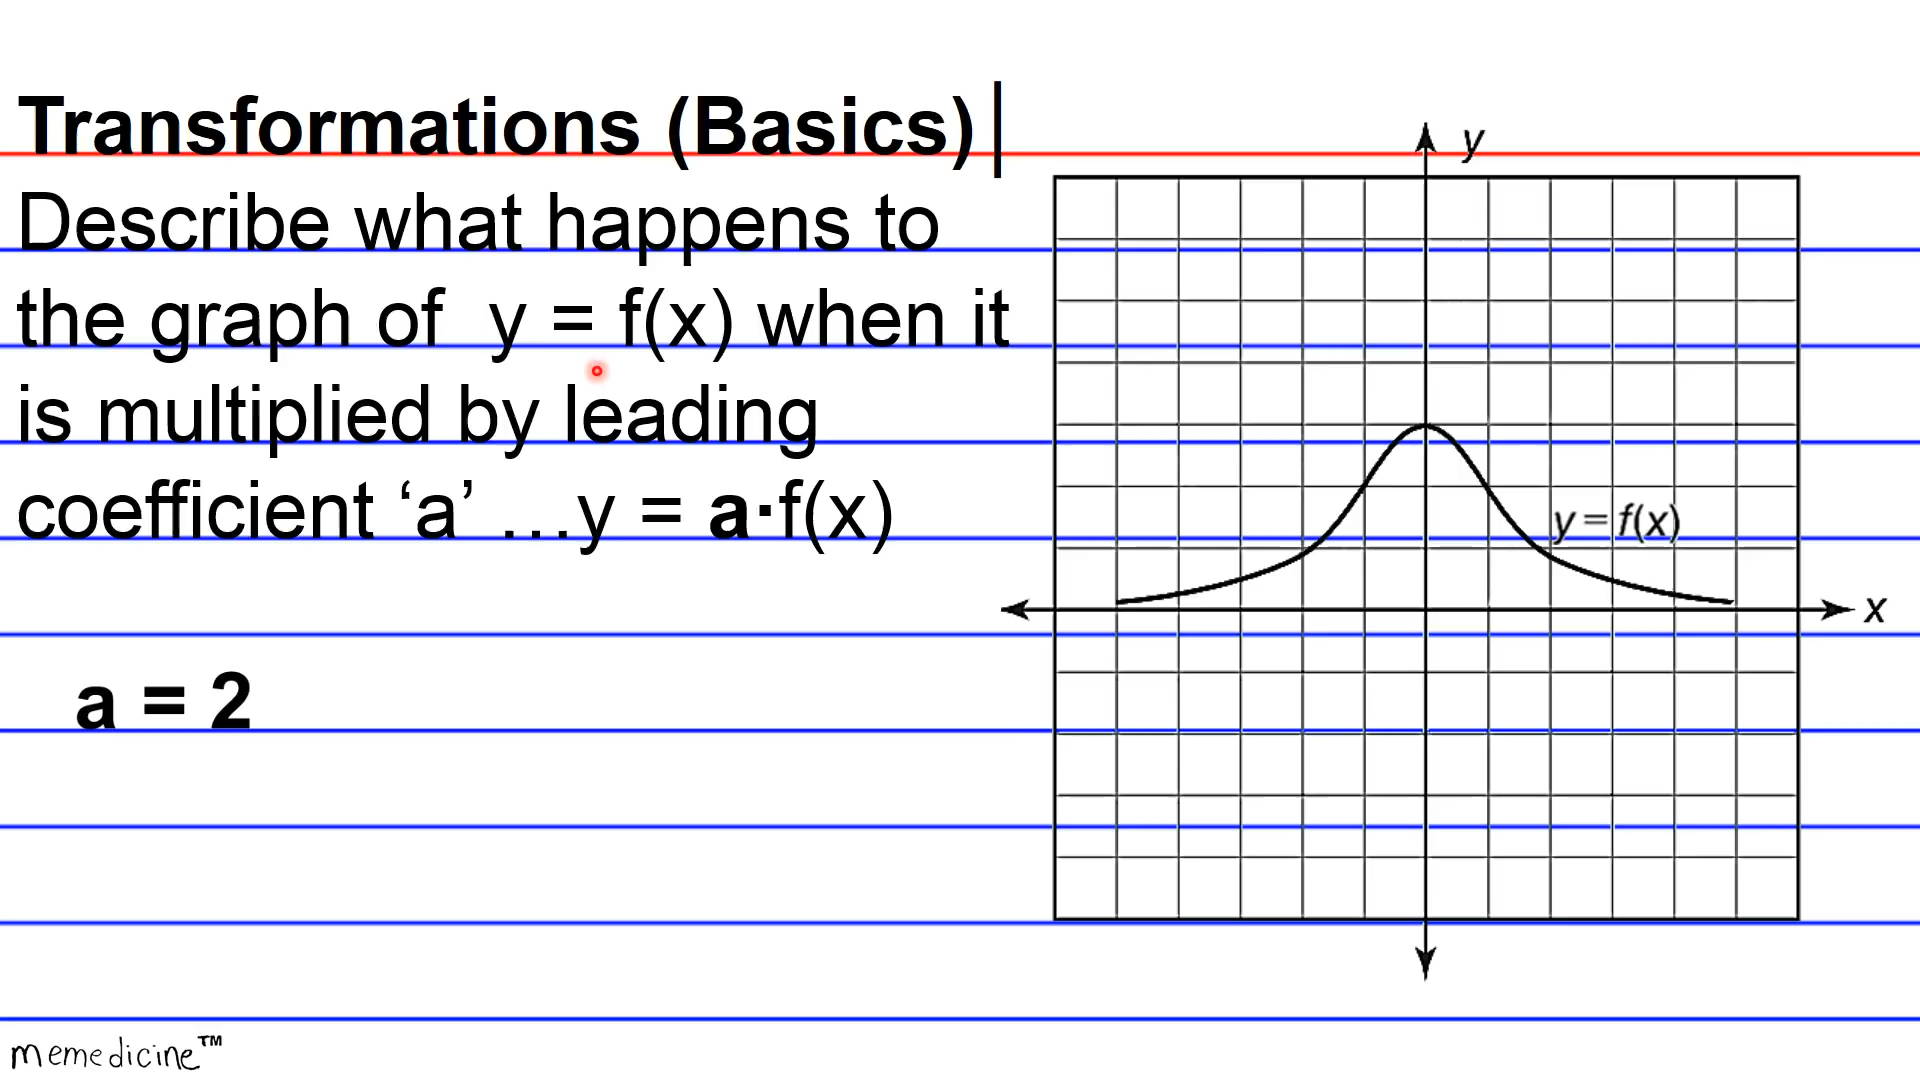 Transformations (Basics)
Describe what happens to
the graph of y = f(x) when it
is multiplied by leading
coefficient ‘a’ …y = a·f(x)
a = 2
y
y = f(x)
x
memedicine™